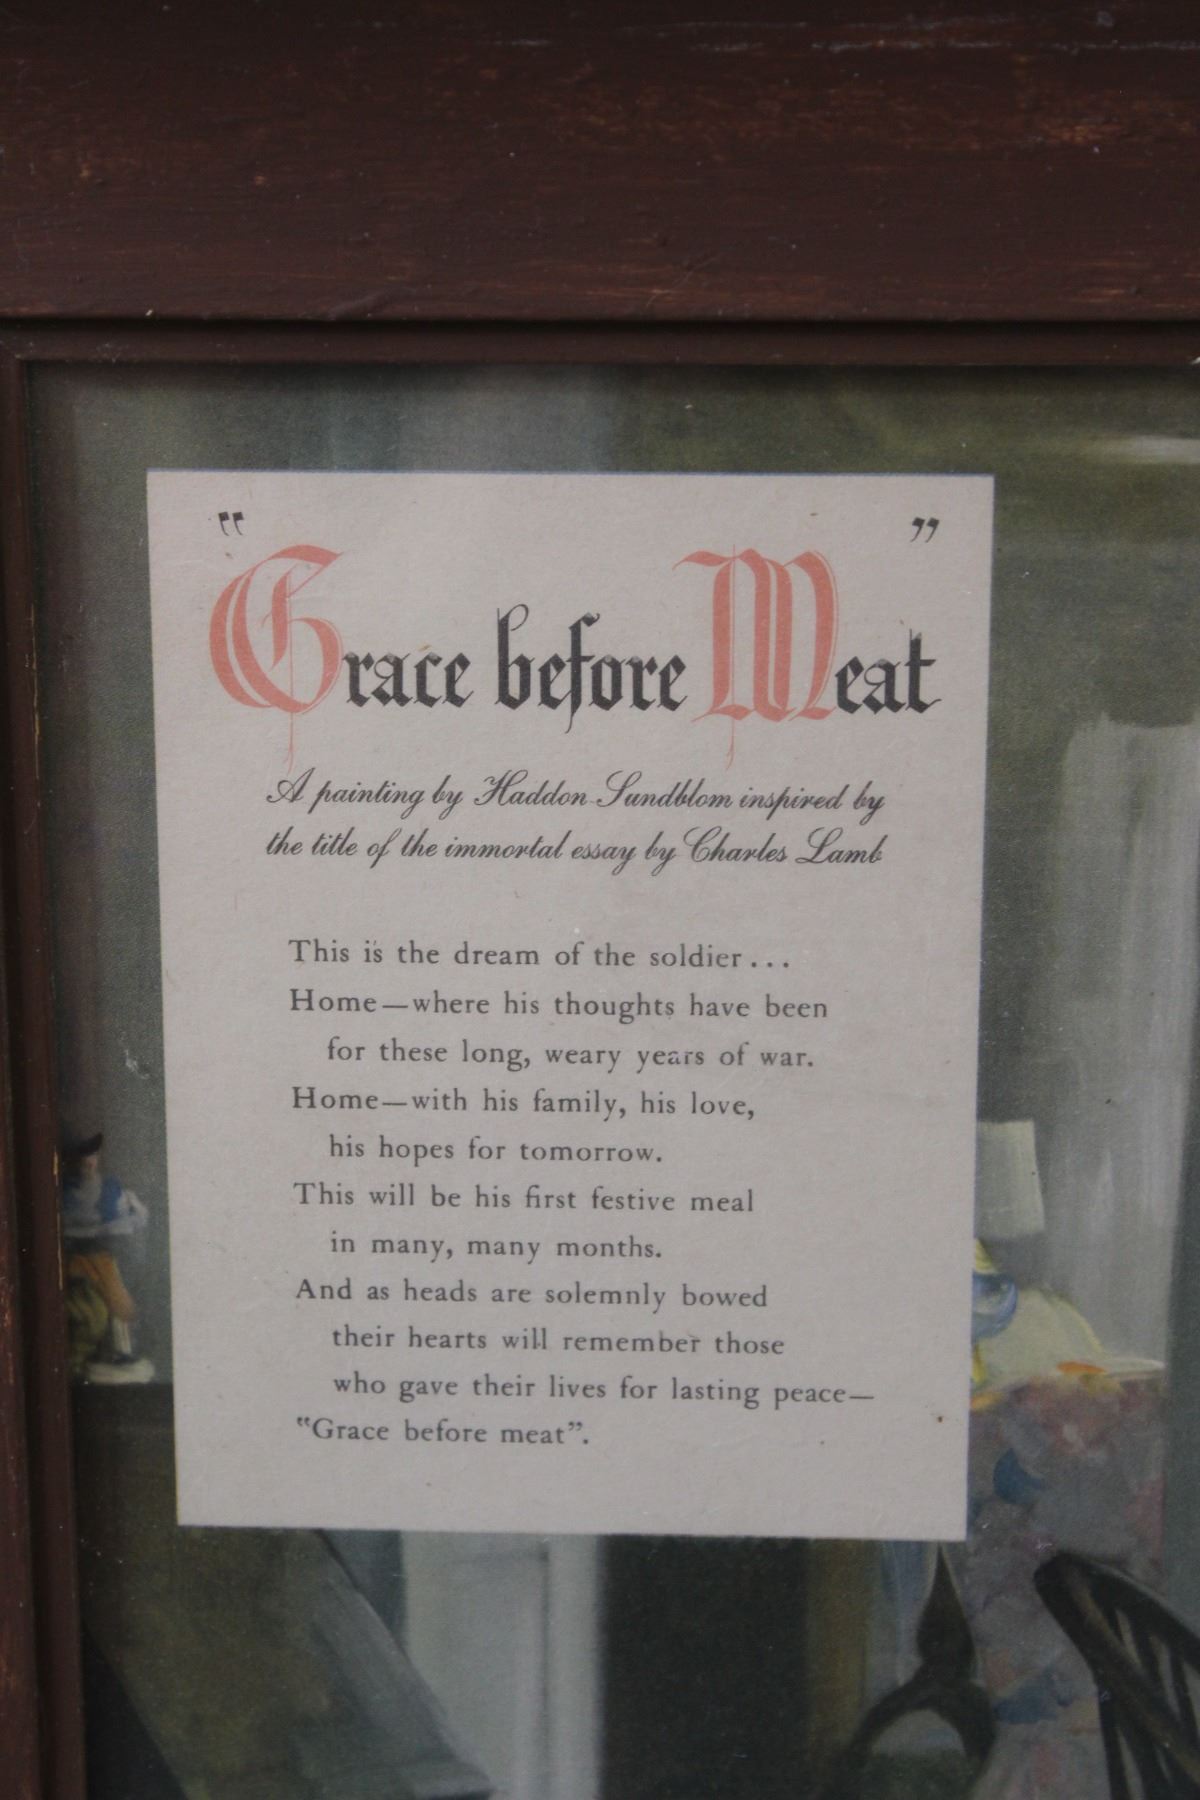 "Grace before Meat"
A painting by Haddon Sundblom inspired by
the title of the immortal essay by Charles Lamb
This is the dream of the soldier...
Home—where his thoughts have been
for these long, weary years of war.
Home—with his family, his love,
his hopes for tomorrow.
This will be his first festive meal
in many, many months.
And as heads are solemnly bowed
their hearts will remember those
who gave their lives for lasting peace—
"Grace before meat".